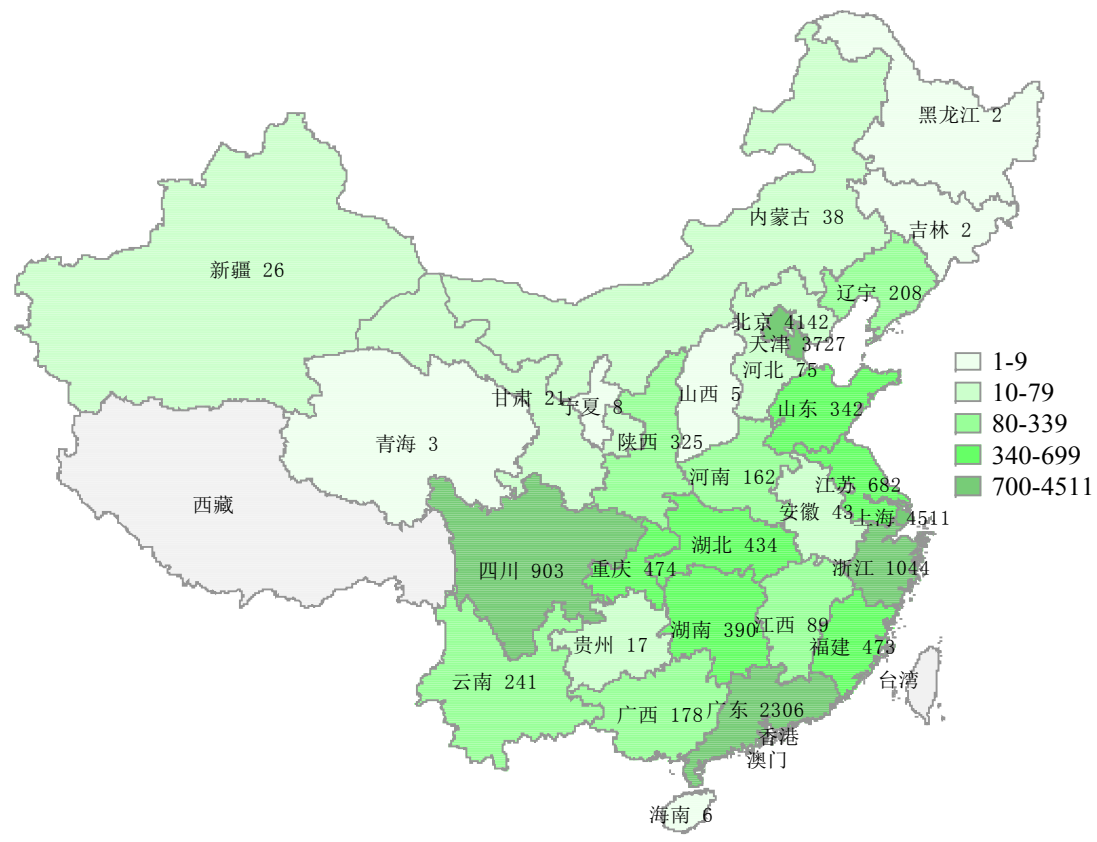 黑龙江 2
内蒙古 38
吉林 2
新疆 26
辽宁 208
北京 4142
天津 3727
河北 75
1-9
10-79
80-339
340-699
700-4511
甘肃 21
宁夏 8
山西 5
山东 342
青海 3
陕西 325
河南 162
江苏 682
西藏
安徽 43
上海 4511
湖北 434
四川 903
重庆 474
浙江 1044
湖南 390
江西 89
贵州 17
福建 473
云南 241
台湾
广西 178
广东 2306
香港
澳门
海南 6